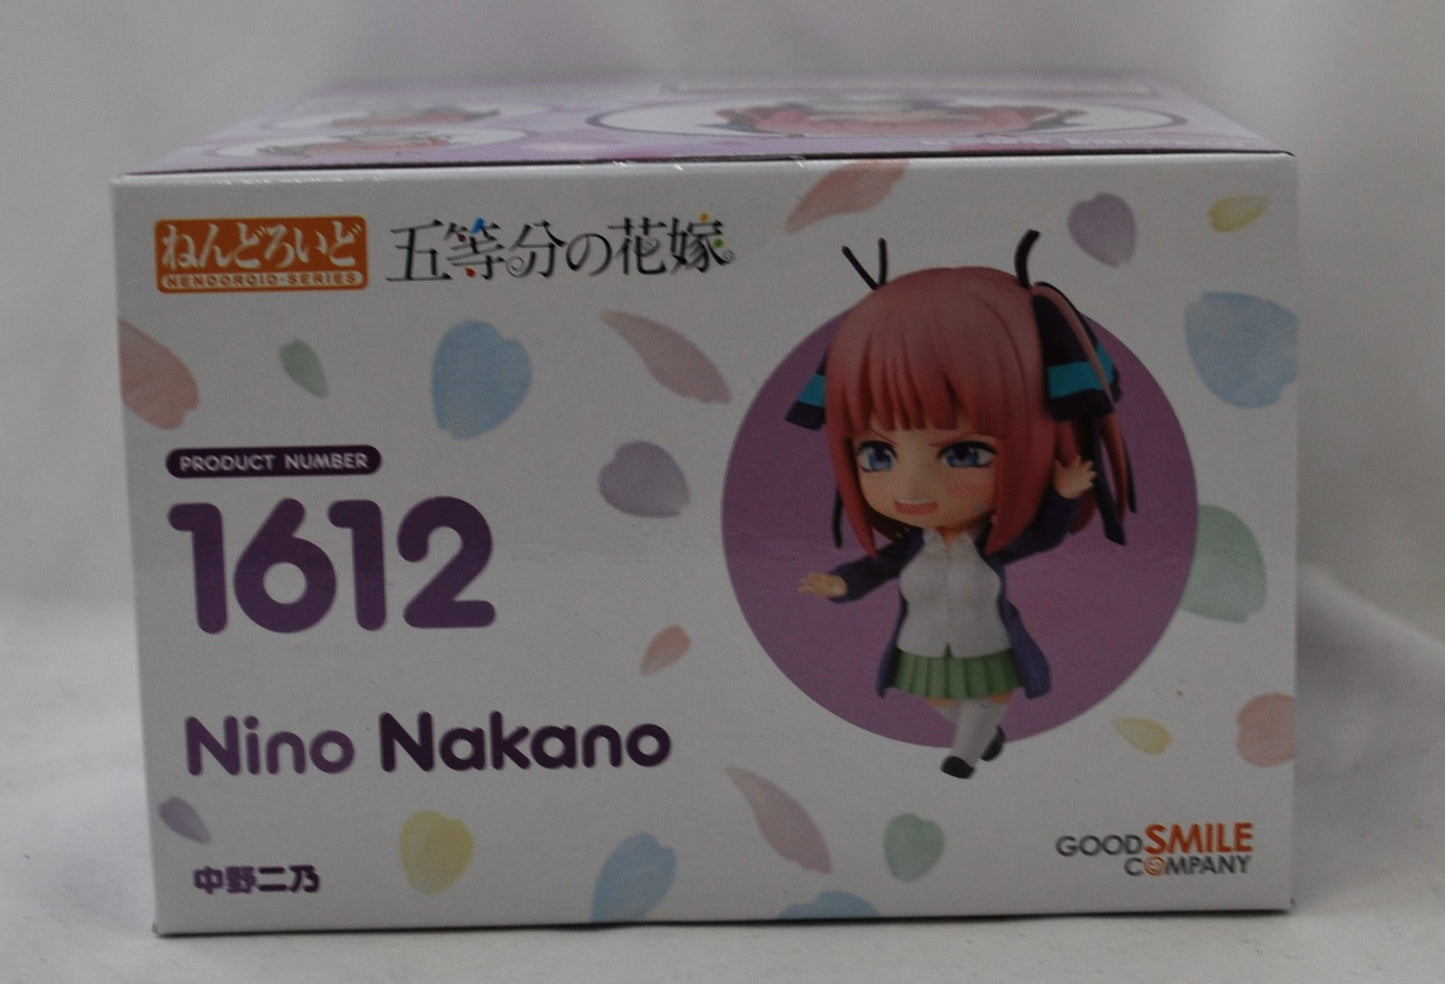 ねんどろいど
NENDOROID·SERIES
五等分の花嫁
PRODUCT NUMBER
1612
Nino Nakano
中野二乃
GOOD SMILE
COMPANY